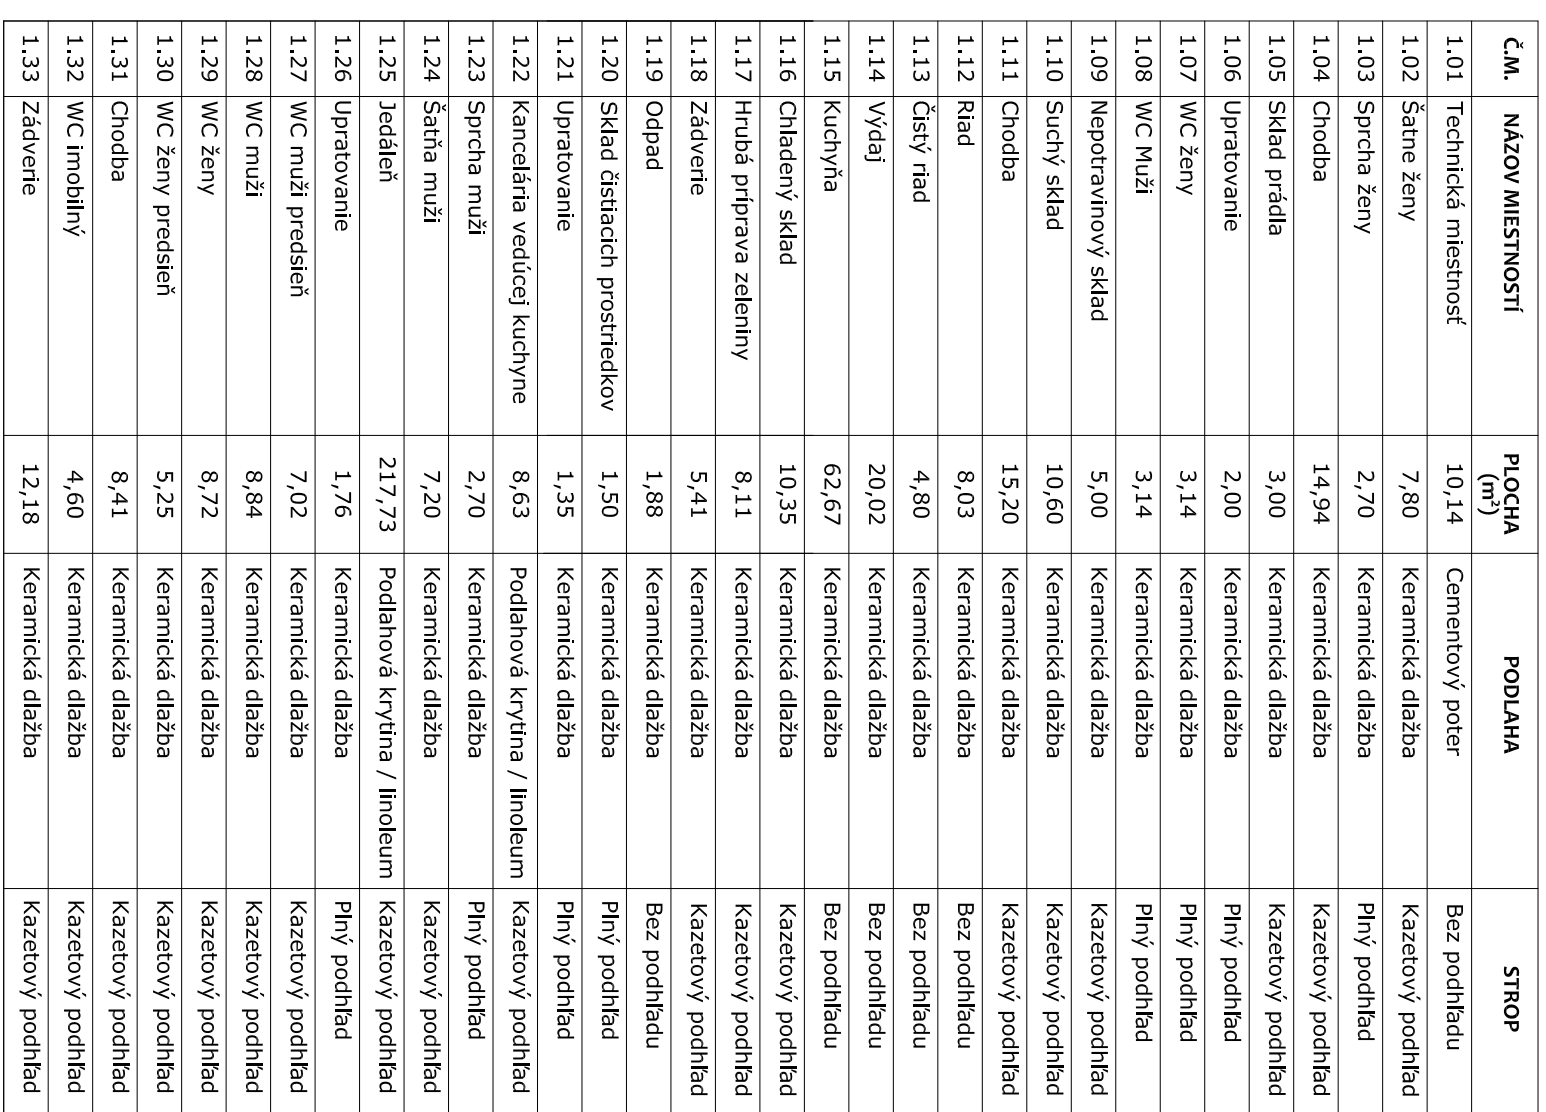 Č.M. NÁZOV MIESTNOSTÍ PLOCHA (m²) PODLAHA STROP
1.01 Technická miestnosť 10,14 Cementový poter Bez podhľadu
1.02 Šatne ženy 7,80 Keramická dlažba Kazetový podhľad
1.03 Sprcha ženy 2,70 Keramická dlažba Plný podhľad
1.04 Chodba 14,94 Keramická dlažba Kazetový podhľad
1.05 Sklad prádla 3,00 Keramická dlažba Kazetový podhľad
1.06 Upratovanie 2,00 Keramická dlažba Plný podhľad
1.07 WC ženy 3,14 Keramická dlažba Plný podhľad
1.08 WC Muži 3,14 Keramická dlažba Plný podhľad
1.09 Nepotravinový sklad 5,00 Keramická dlažba Kazetový podhľad
1.10 Suchý sklad 10,60 Keramická dlažba Kazetový podhľad
1.11 Chodba 15,20 Keramická dlažba Kazetový podhľad
1.12 Riad 8,03 Keramická dlažba Bez podhľadu
1.13 Čistý riad 4,80 Keramická dlažba Bez podhľadu
1.14 Výdaj 20,02 Keramická dlažba Bez podhľadu
1.15 Kuchyňa 62,67 Keramická dlažba Bez podhľadu
1.16 Chladený sklad 10,35 Keramická dlažba Kazetový podhľad
1.17 Hrubá príprava zeleniny 8,11 Keramická dlažba Kazetový podhľad
1.18 Zádverie 5,41 Keramická dlažba Kazetový podhľad
1.19 Odpad 1,88 Keramická dlažba Bez podhľadu
1.20 Sklad čistiacich prostriedkov 1,50 Keramická dlažba Plný podhľad
1.21 Upratovanie 1,35 Keramická dlažba Plný podhľad
1.22 Kancelária vedúcej kuchyne 8,63 Podlahová krytina / linoleum Kazetový podhľad
1.23 Sprcha muži 2,70 Keramická dlažba Plný podhľad
1.24 Šatňa muži 7,20 Keramická dlažba Kazetový podhľad
1.25 Jedáleň 217,73 Podlahová krytina / linoleum Kazetový podhľad
1.26 Upratovanie 1,76 Keramická dlažba Plný podhľad
1.27 WC muži predsieň 7,02 Keramická dlažba Kazetový podhľad
1.28 WC muži 8,84 Keramická dlažba Kazetový podhľad
1.29 WC ženy 8,72 Keramická dlažba Kazetový podhľad
1.30 WC ženy predsieň 5,25 Keramická dlažba Kazetový podhľad
1.31 Chodba 8,41 Keramická dlažba Kazetový podhľad
1.32 WC imobilný 4,60 Keramická dlažba Kazetový podhľad
1.33 Zádverie 12,18 Keramická dlažba Kazetový podhľad